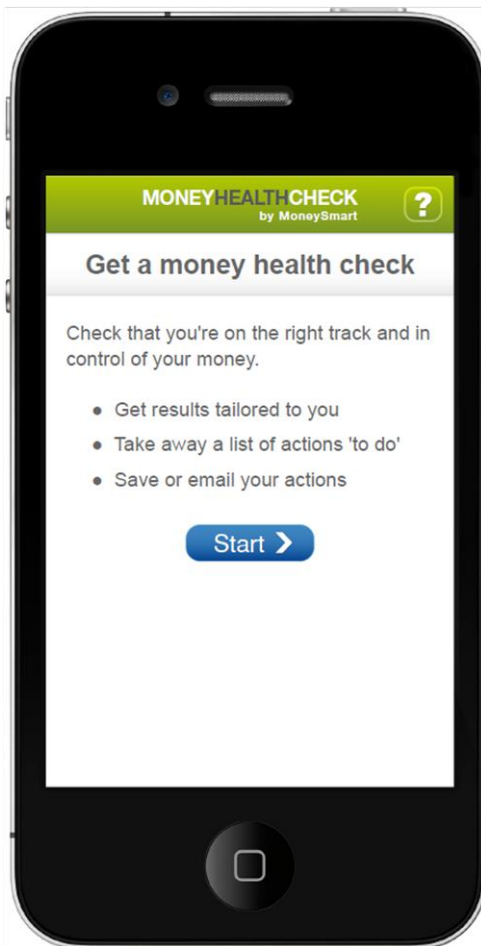 MONEYHEALTHCHECK
by MoneySmart
?
Get a money health check
Check that you're on the right track and in
control of your money.
● Get results tailored to you
● Take away a list of actions 'to do'
● Save or email your actions
Start ❯